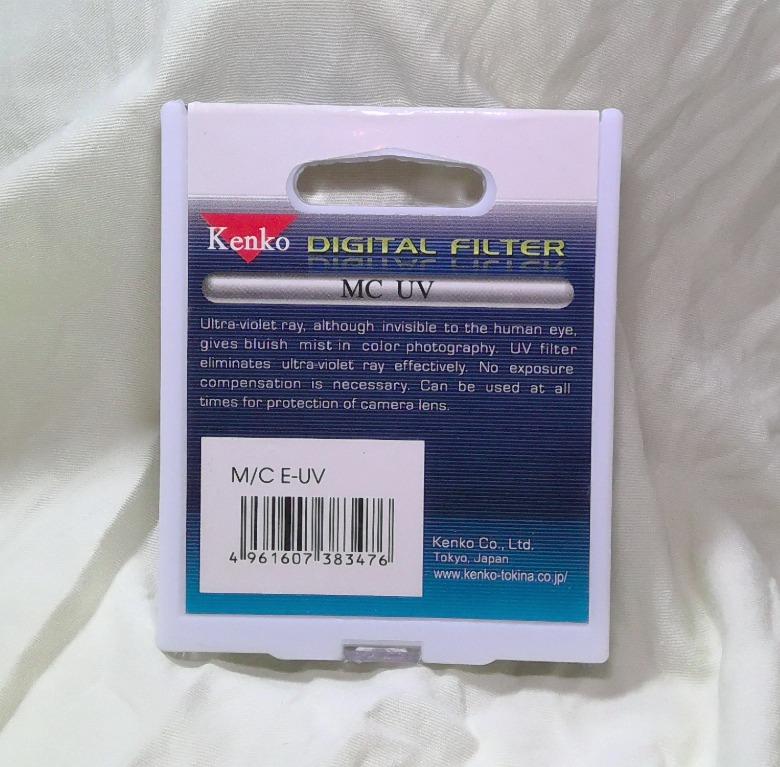 Kenko DIGITAL FILTER
MC UV
Ultra-violet ray, although invisible to the human eye,
gives bluish mist in color photography. UV filter
eliminates ultra-violet ray effectively. No exposure
compensation is necessary. Can be used at all
times for protection of camera lens.
M/C E-UV
4 961607 383476
Kenko Co., Ltd.
Tokyo, Japan
www.kenko-tokina.co.jp/